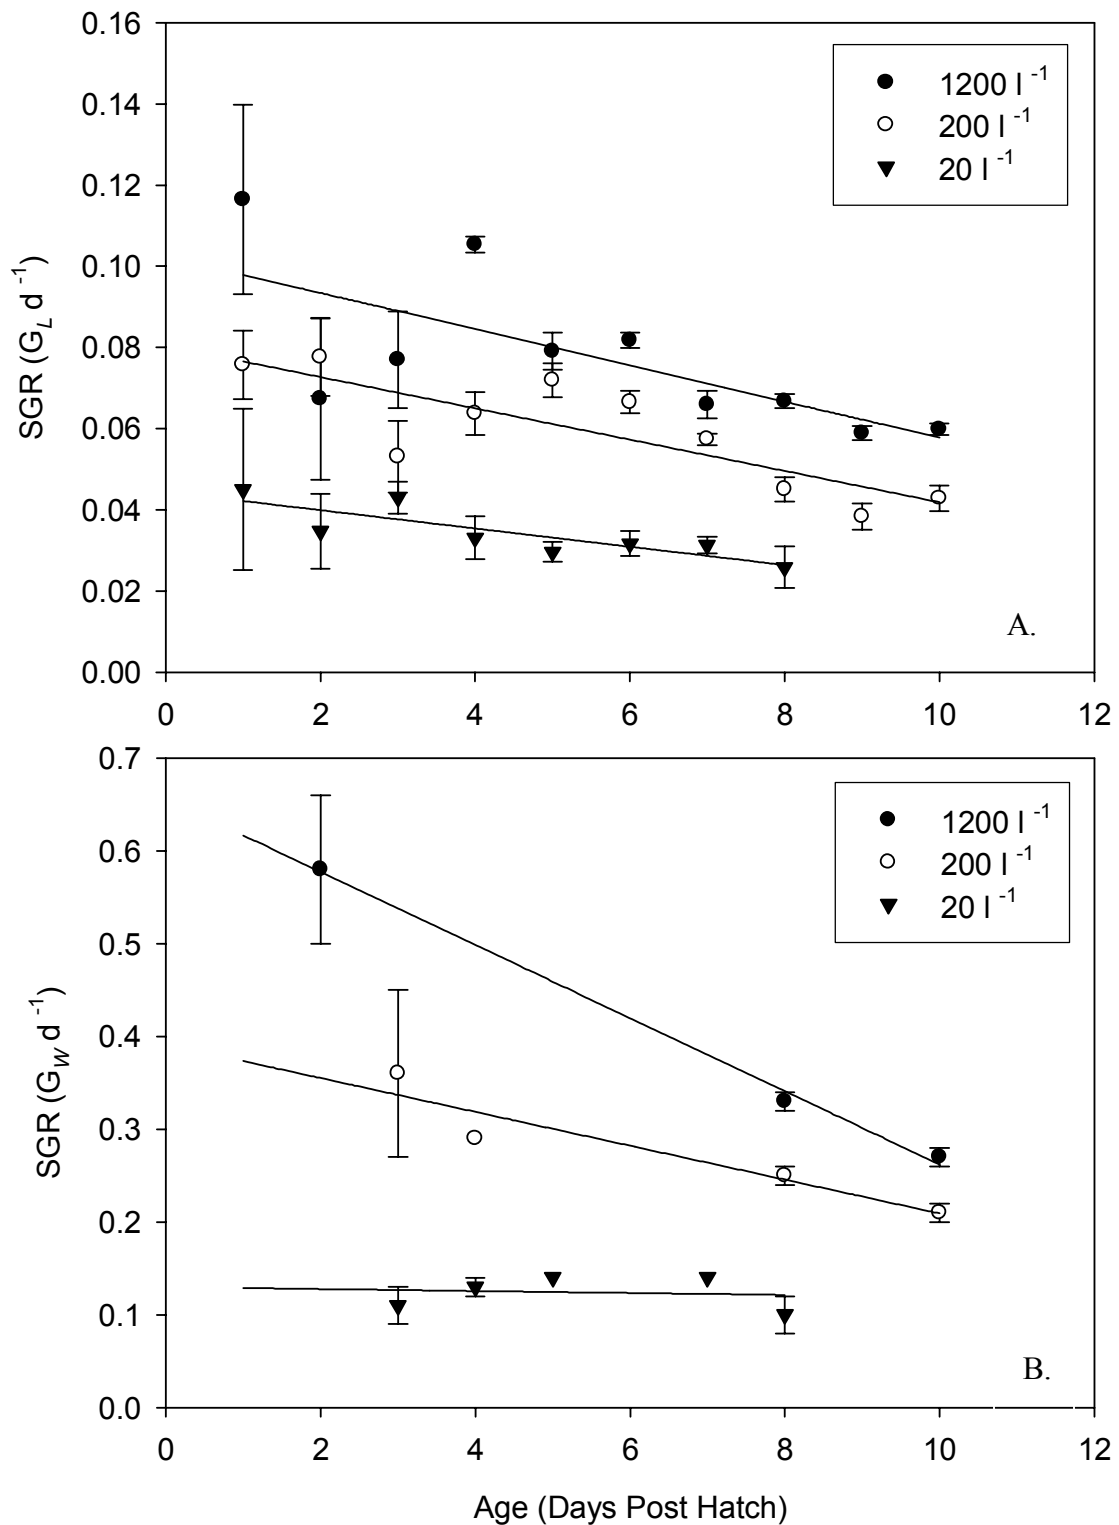 0.16
0.14
0.12
0.10
0.08
0.06
0.04
0.02
0.00
SGR (G_L d^-1)
1200 l^-1
200 l^-1
20 l^-1
A.
0 2 4 6 8 10 12
0.7
0.6
0.5
0.4
0.3
0.2
0.1
0.0
SGR (G_W d^-1)
1200 l^-1
200 l^-1
20 l^-1
B.
0 2 4 6 8 10 12
Age (Days Post Hatch)